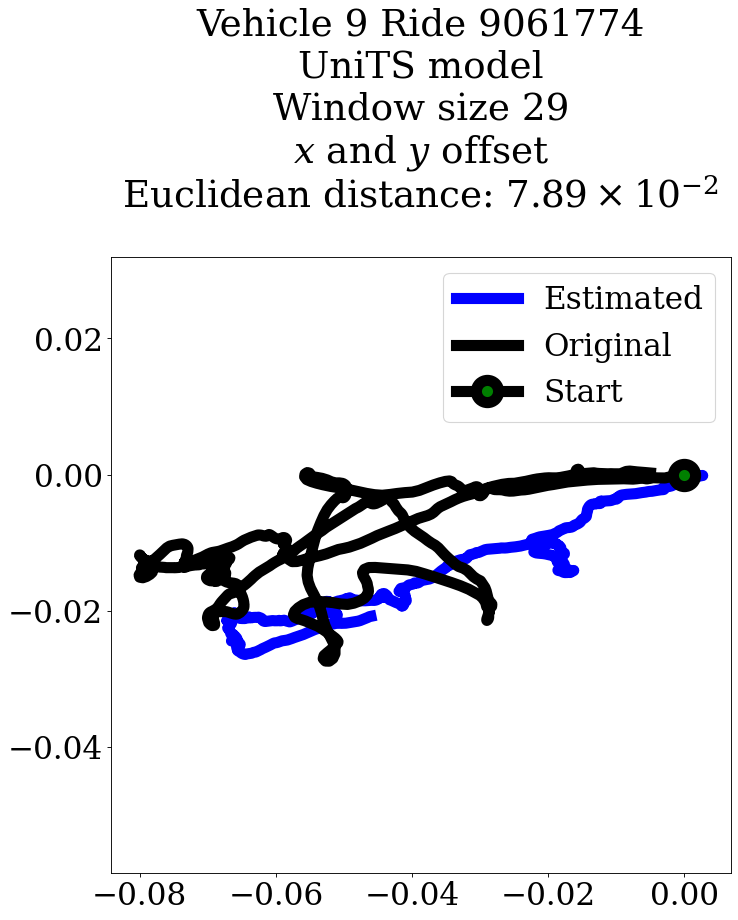 Vehicle 9 Ride 9061774
UniTS model
Window size 29
x and y offset
Euclidean distance: 7.89 × 10⁻²
Estimated
Original
Start
0.02
0.00
−0.02
−0.04
−0.08
−0.06
−0.04
−0.02
0.00